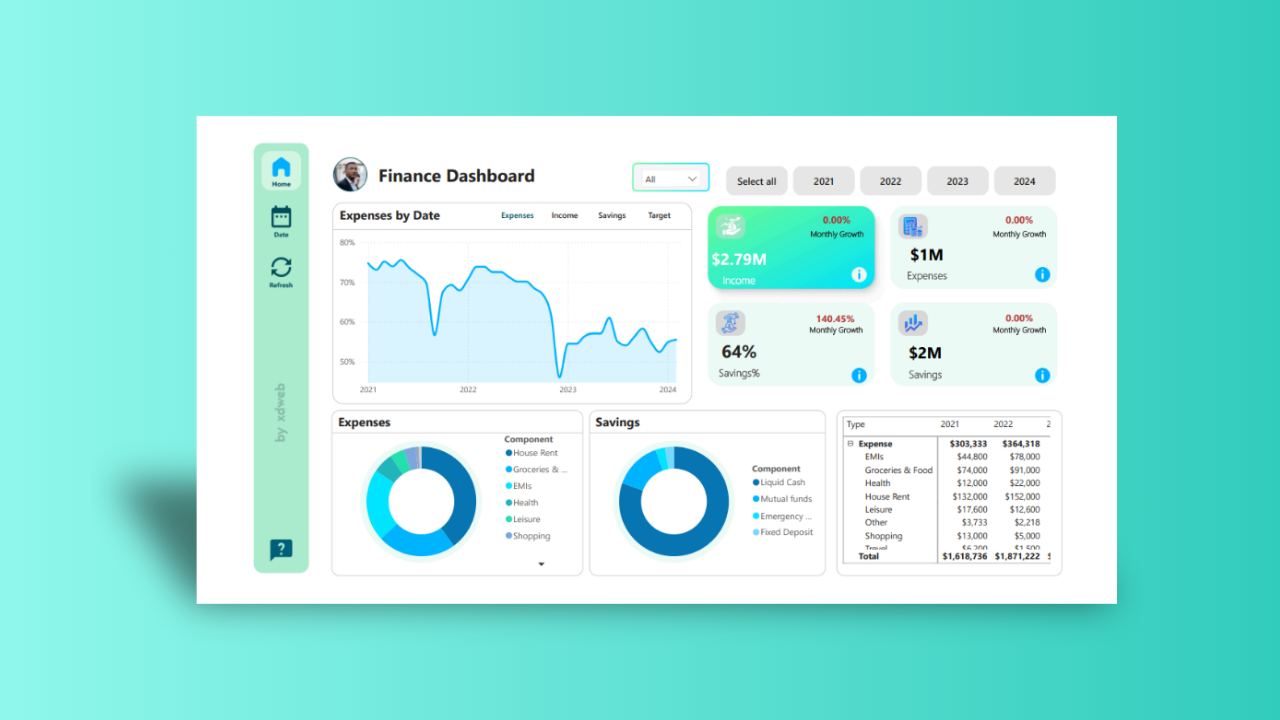 Home
Date
Refresh
by xdweb
?
Finance Dashboard
All
Select all
2021
2022
2023
2024
Expenses by Date
Expenses
Income
Savings
Target
80%
70%
60%
50%
2021
2022
2023
2024
0.00%
Monthly Growth
$2.79M
Income
0.00%
Monthly Growth
$1M
Expenses
140.45%
Monthly Growth
64%
Savings%
0.00%
Monthly Growth
$2M
Savings
Expenses
Component
House Rent
Groceries & ...
EMIs
Health
Leisure
Shopping
Savings
Component
Liquid Cash
Mutual funds
Emergency ...
Fixed Deposit
Type 2021 2022 2
Expense $303,333 $364,318
EMIs $44,800 $78,000
Groceries & Food $74,000 $91,000
Health $12,000 $22,000
House Rent $132,000 $152,000
Leisure $17,600 $12,600
Other $3,733 $2,218
Shopping $13,000 $5,000
Travel $6,200 $1,500
Total $1,618,736 $1,871,222